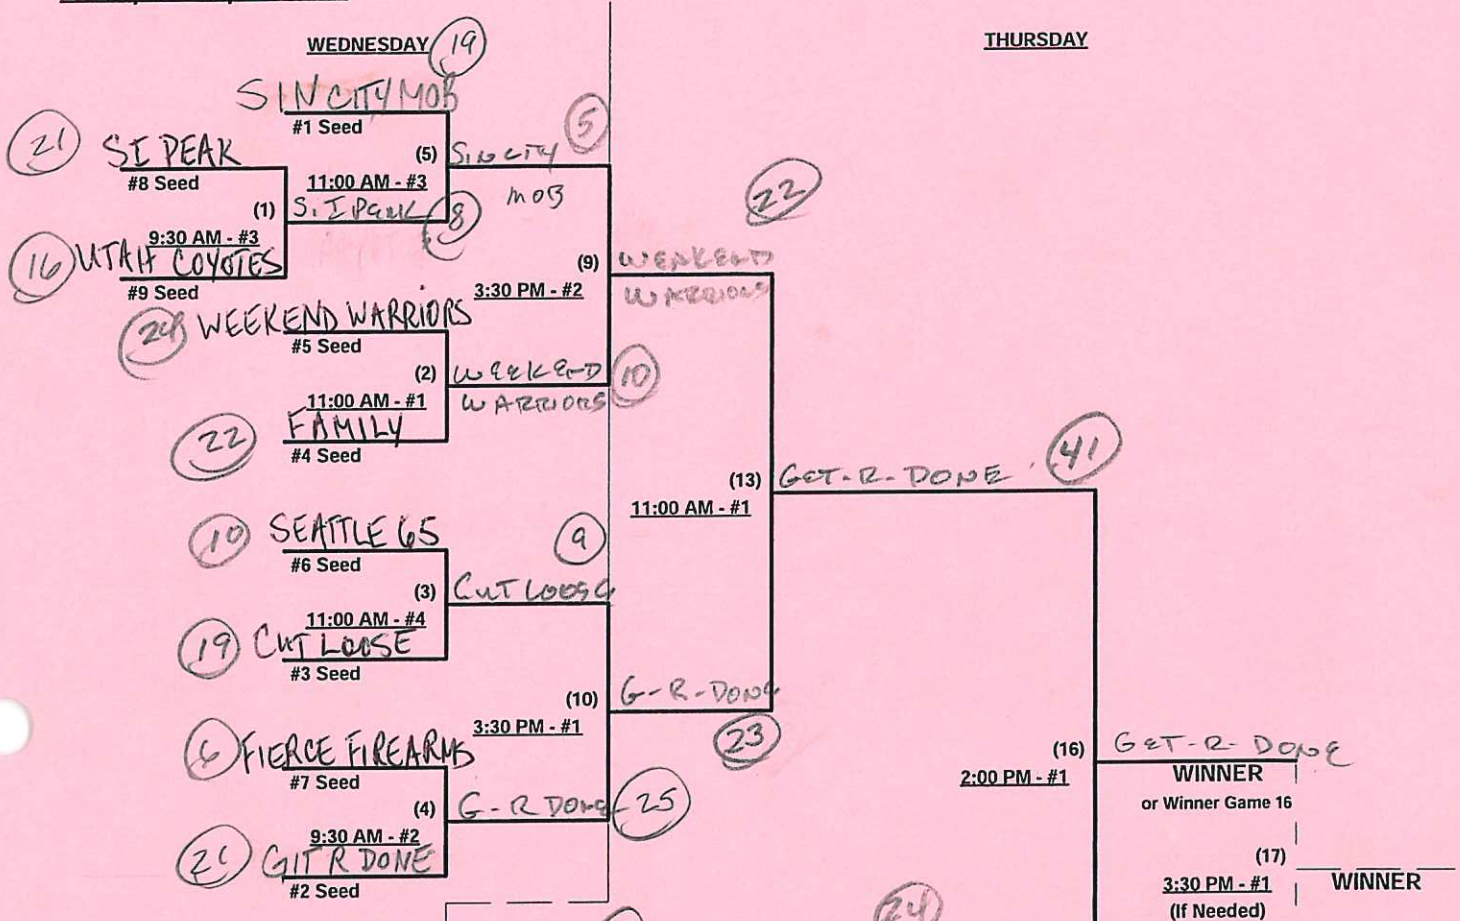 WEDNESDAY
19
THURSDAY
SIN CITY MOB
#1 Seed
5
21
SI PEAK
#8 Seed
(5)
SIN CITY
MOB
11:00 AM - #3
(1)
8
9:30 AM - #3
16
UTAH COYOTES
#9 Seed
22
(9)
WARRIORS
3:30 PM - #2
WEEKEND WARRIORS
#5 Seed
(2)
WARRIORS
10
11:00 AM - #1
22
FAMILY
#4 Seed
41
(13)
GET-R-DONE
11:00 AM - #1
10
SEATTLE 65
#6 Seed
9
(3)
CUT LOOSE
11:00 AM - #4
19
CUT LOOSE
#3 Seed
(10)
G-R-DONE
3:30 PM - #1
23
6
FIERCE FIREARMS
#7 Seed
(16)
GET-R-DONE
2:00 PM - #1
WINNER
or Winner Game 16
(4)
G-R DONE
25
9:30 AM - #2
GIT R DONE
#2 Seed
(17)
3:30 PM - #1
(If Needed)
WINNER
24